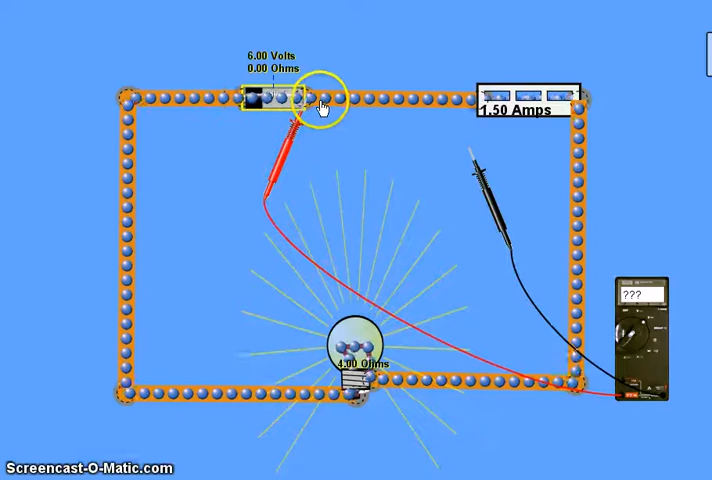 6.00 Volts
0.00 Ohms
1.50 Amps
???
4.00 Ohms
Screencast-O-Matic.com